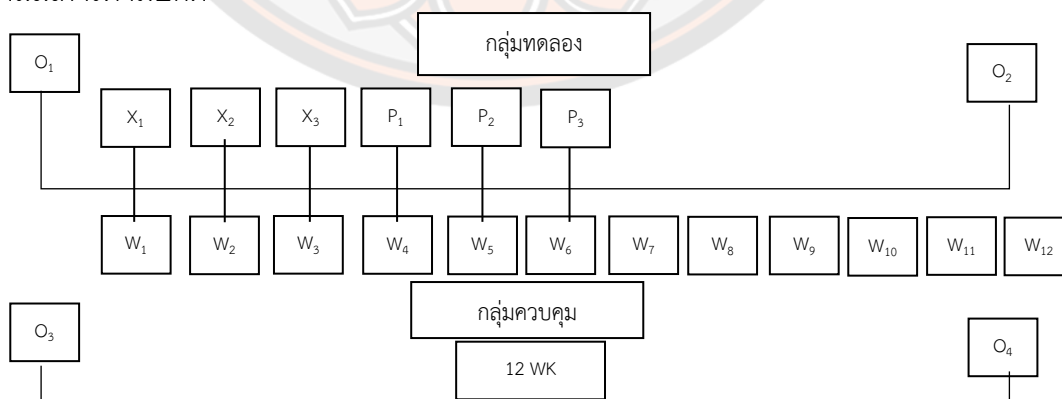 กลุ่มทดลอง
O₁ O₂
X₁ X₂ X₃ P₁ P₂ P₃
W₁ W₂ W₃ W₄ W₅ W₆ W₇ W₈ W₉ W₁₀ W₁₁ W₁₂
กลุ่มควบคุม
O₃ O₄
12 WK